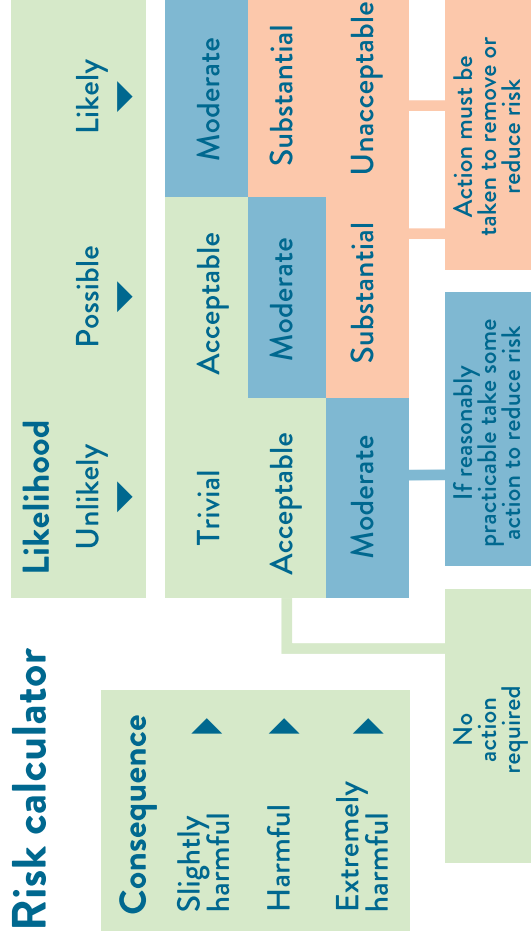 Risk calculator
Likelihood
Unlikely Possible Likely
Consequence
Slightly
harmful
Trivial Acceptable Moderate
Harmful
Acceptable Moderate Substantial
Extremely
harmful
Moderate Substantial Unacceptable
No
action
required
If reasonably
practicable take some
action to reduce risk
Action must be
taken to remove or
reduce risk